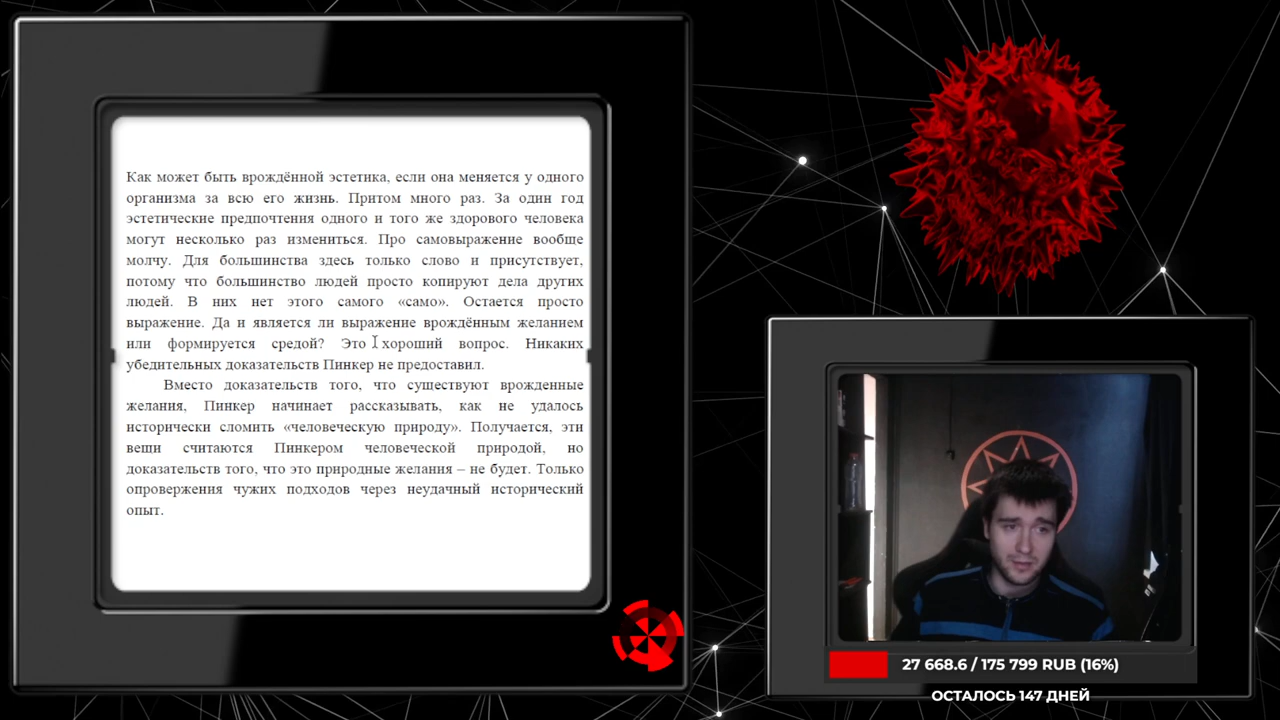 Как может быть врождённой эстетика, если она меняется у одного
организма за всю его жизнь. Притом много раз. За один год
эстетические предпочтения одного и того же здорового человека
могут несколько раз измениться. Про самовыражение вообще
молчу. Для большинства здесь только слово и присутствует,
потому что большинство людей просто копируют дела других
людей. В них нет этого самого «само». Остается просто
выражение. Да и является ли выражение врождённым желанием
или формируется средой? Это хороший вопрос. Никаких
убедительных доказательств Пинкер не предоставил.
Вместо доказательств того, что существуют врожденные
желания, Пинкер начинает рассказывать, как не удалось
исторически сломить «человеческую природу». Получается, эти
вещи считаются Пинкером человеческой природой, но
доказательств того, что это природные желания – не будет. Только
опровержения чужих подходов через неудачный исторический
опыт.
27 668.6 / 175 799 RUB (16%)
ОСТАЛОСЬ 147 ДНЕЙ